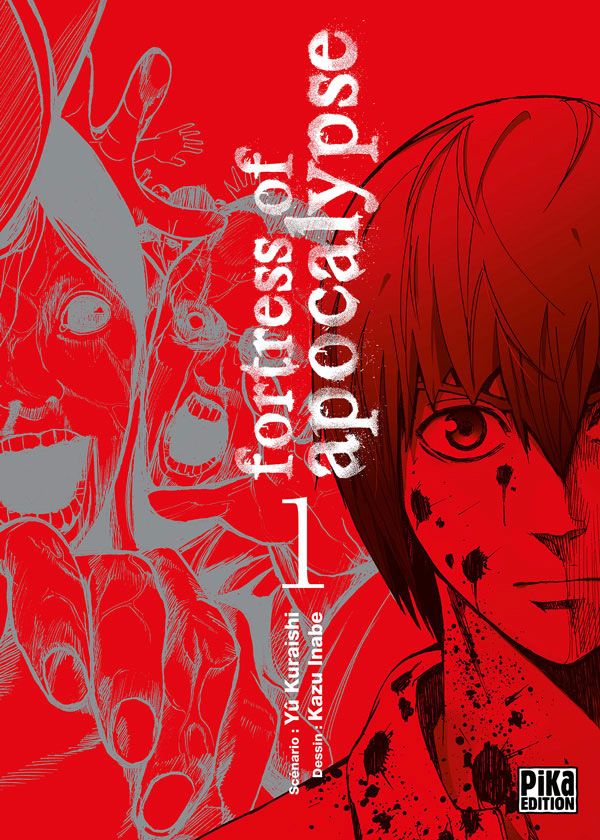 fortress of
apocalypse
1
Scénario : Yû Kuraishi
Dessin : Kazu Inabe
PiKa
EDITION